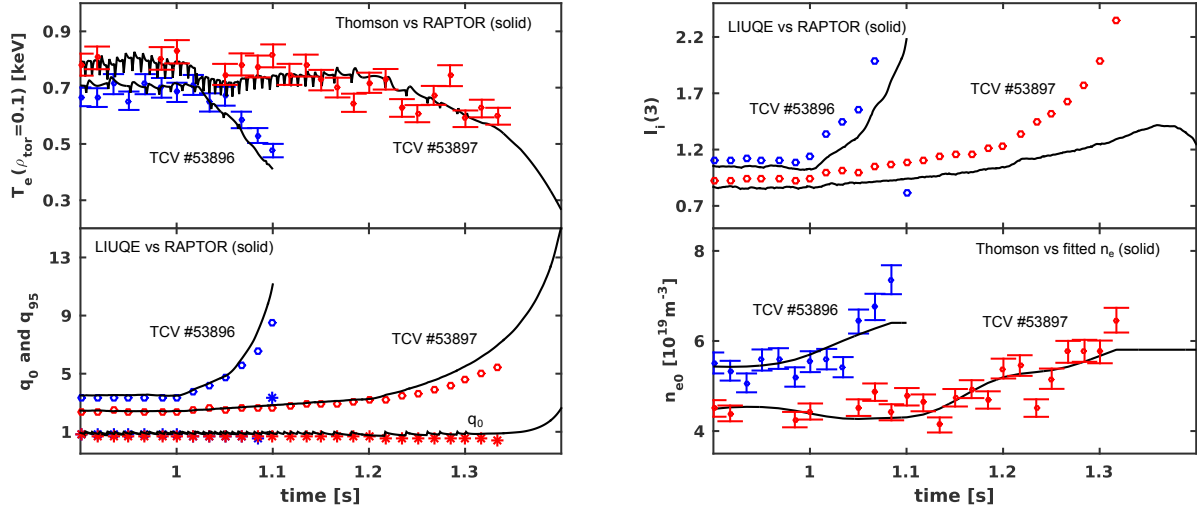 Thomson vs RAPTOR (solid)
0.9
0.7
0.5
0.3
T_e (ρ_tor=0.1) [keV]
TCV #53896
TCV #53897
LIUQE vs RAPTOR (solid)
13
9
5
1
q_0 and q_95
TCV #53896
TCV #53897
q_0
1
1.1
1.2
1.3
time [s]
LIUQE vs RAPTOR (solid)
2.2
1.7
1.2
0.7
l_i(3)
TCV #53896
TCV #53897
Thomson vs fitted n_e (solid)
8
6
4
n_e0 [10^19 m^-3]
TCV #53896
TCV #53897
1
1.1
1.2
1.3
time [s]